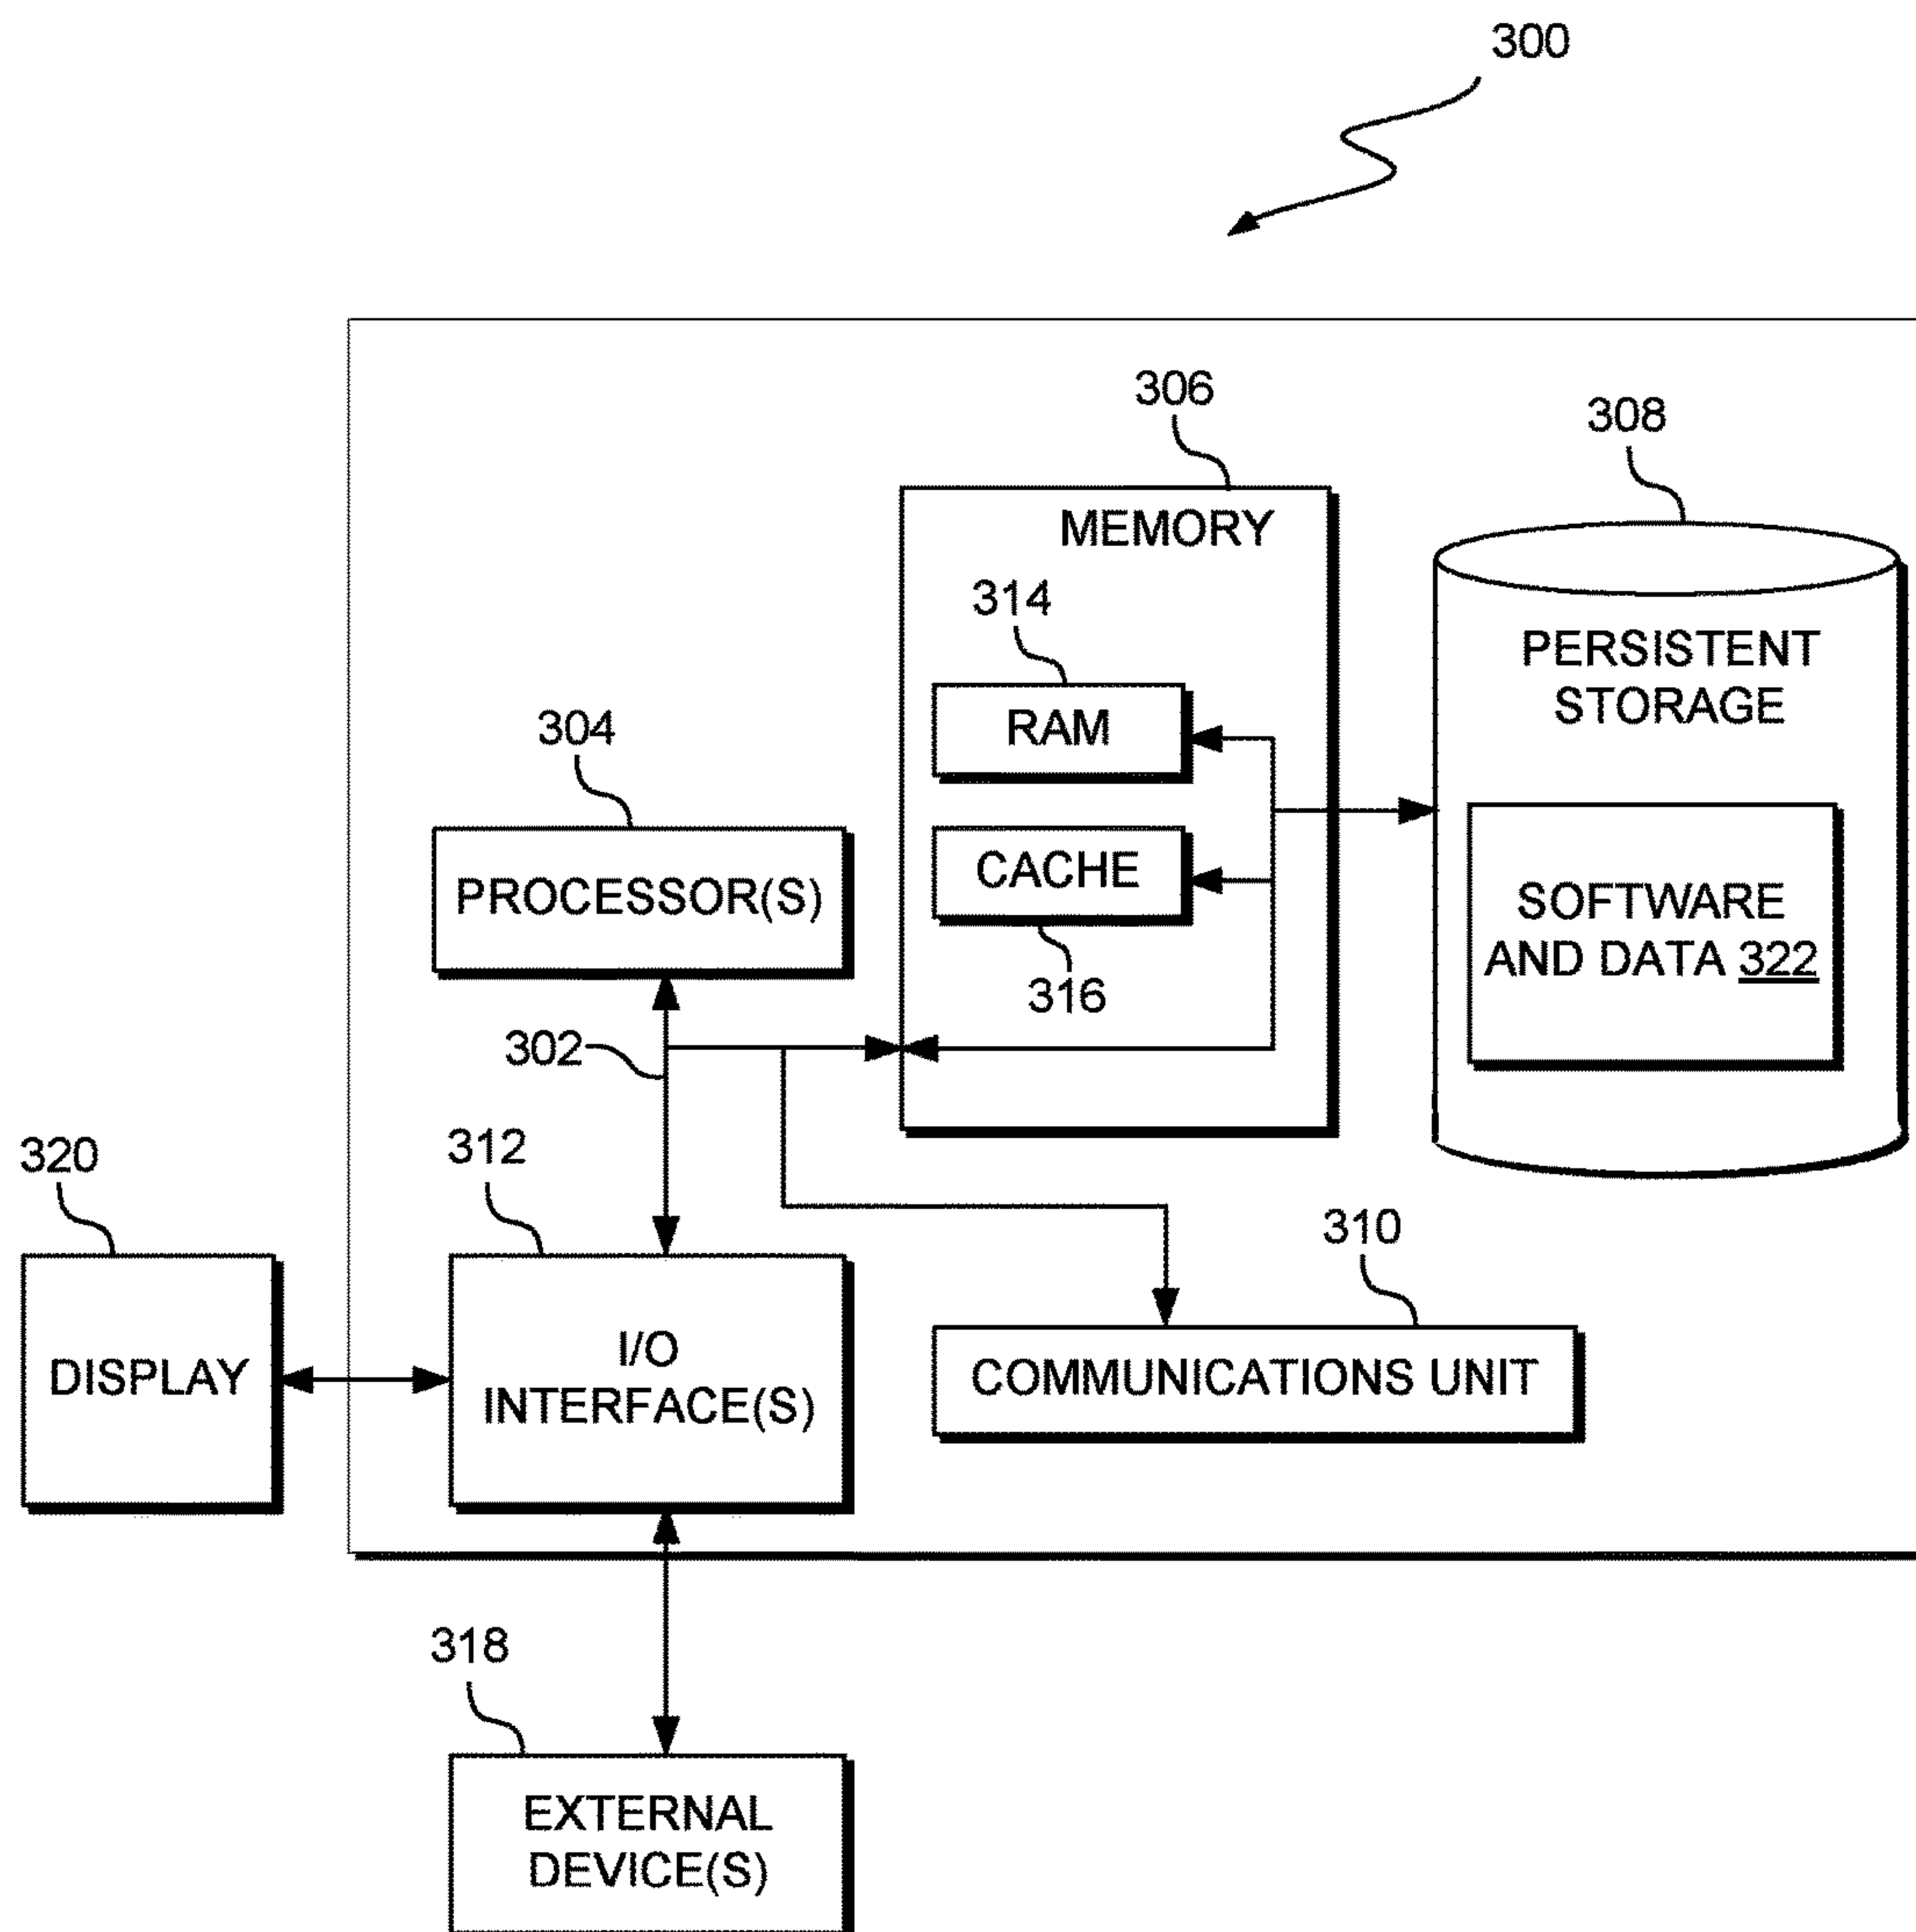 300
306
308
MEMORY
314
PERSISTENT
STORAGE
RAM
304
CACHE
PROCESSOR(S)
SOFTWARE
AND DATA 322
316
302
320
312
310
I/O
INTERFACE(S)
DISPLAY
COMMUNICATIONS UNIT
318
EXTERNAL
DEVICE(S)